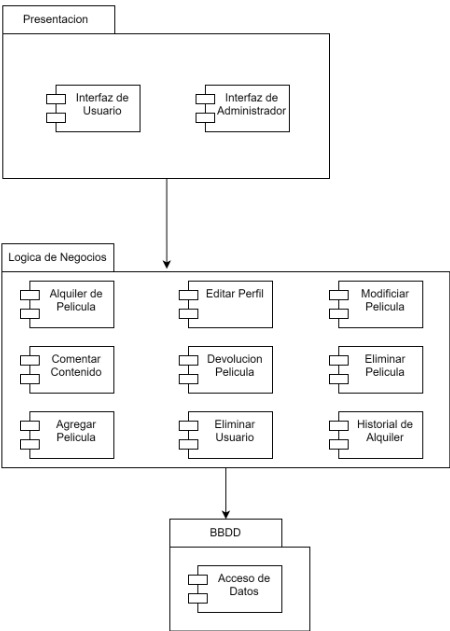 Presentacion
Interfaz de
Usuario
Interfaz de
Administrador
Logica de Negocios
Alquiler de
Pelicula
Editar Perfil
Modificiar
Pelicula
Comentar
Contenido
Devolucion
Pelicula
Eliminar
Pelicula
Agregar
Pelicula
Eliminar
Usuario
Historial de
Alquiler
BBDD
Acceso de
Datos